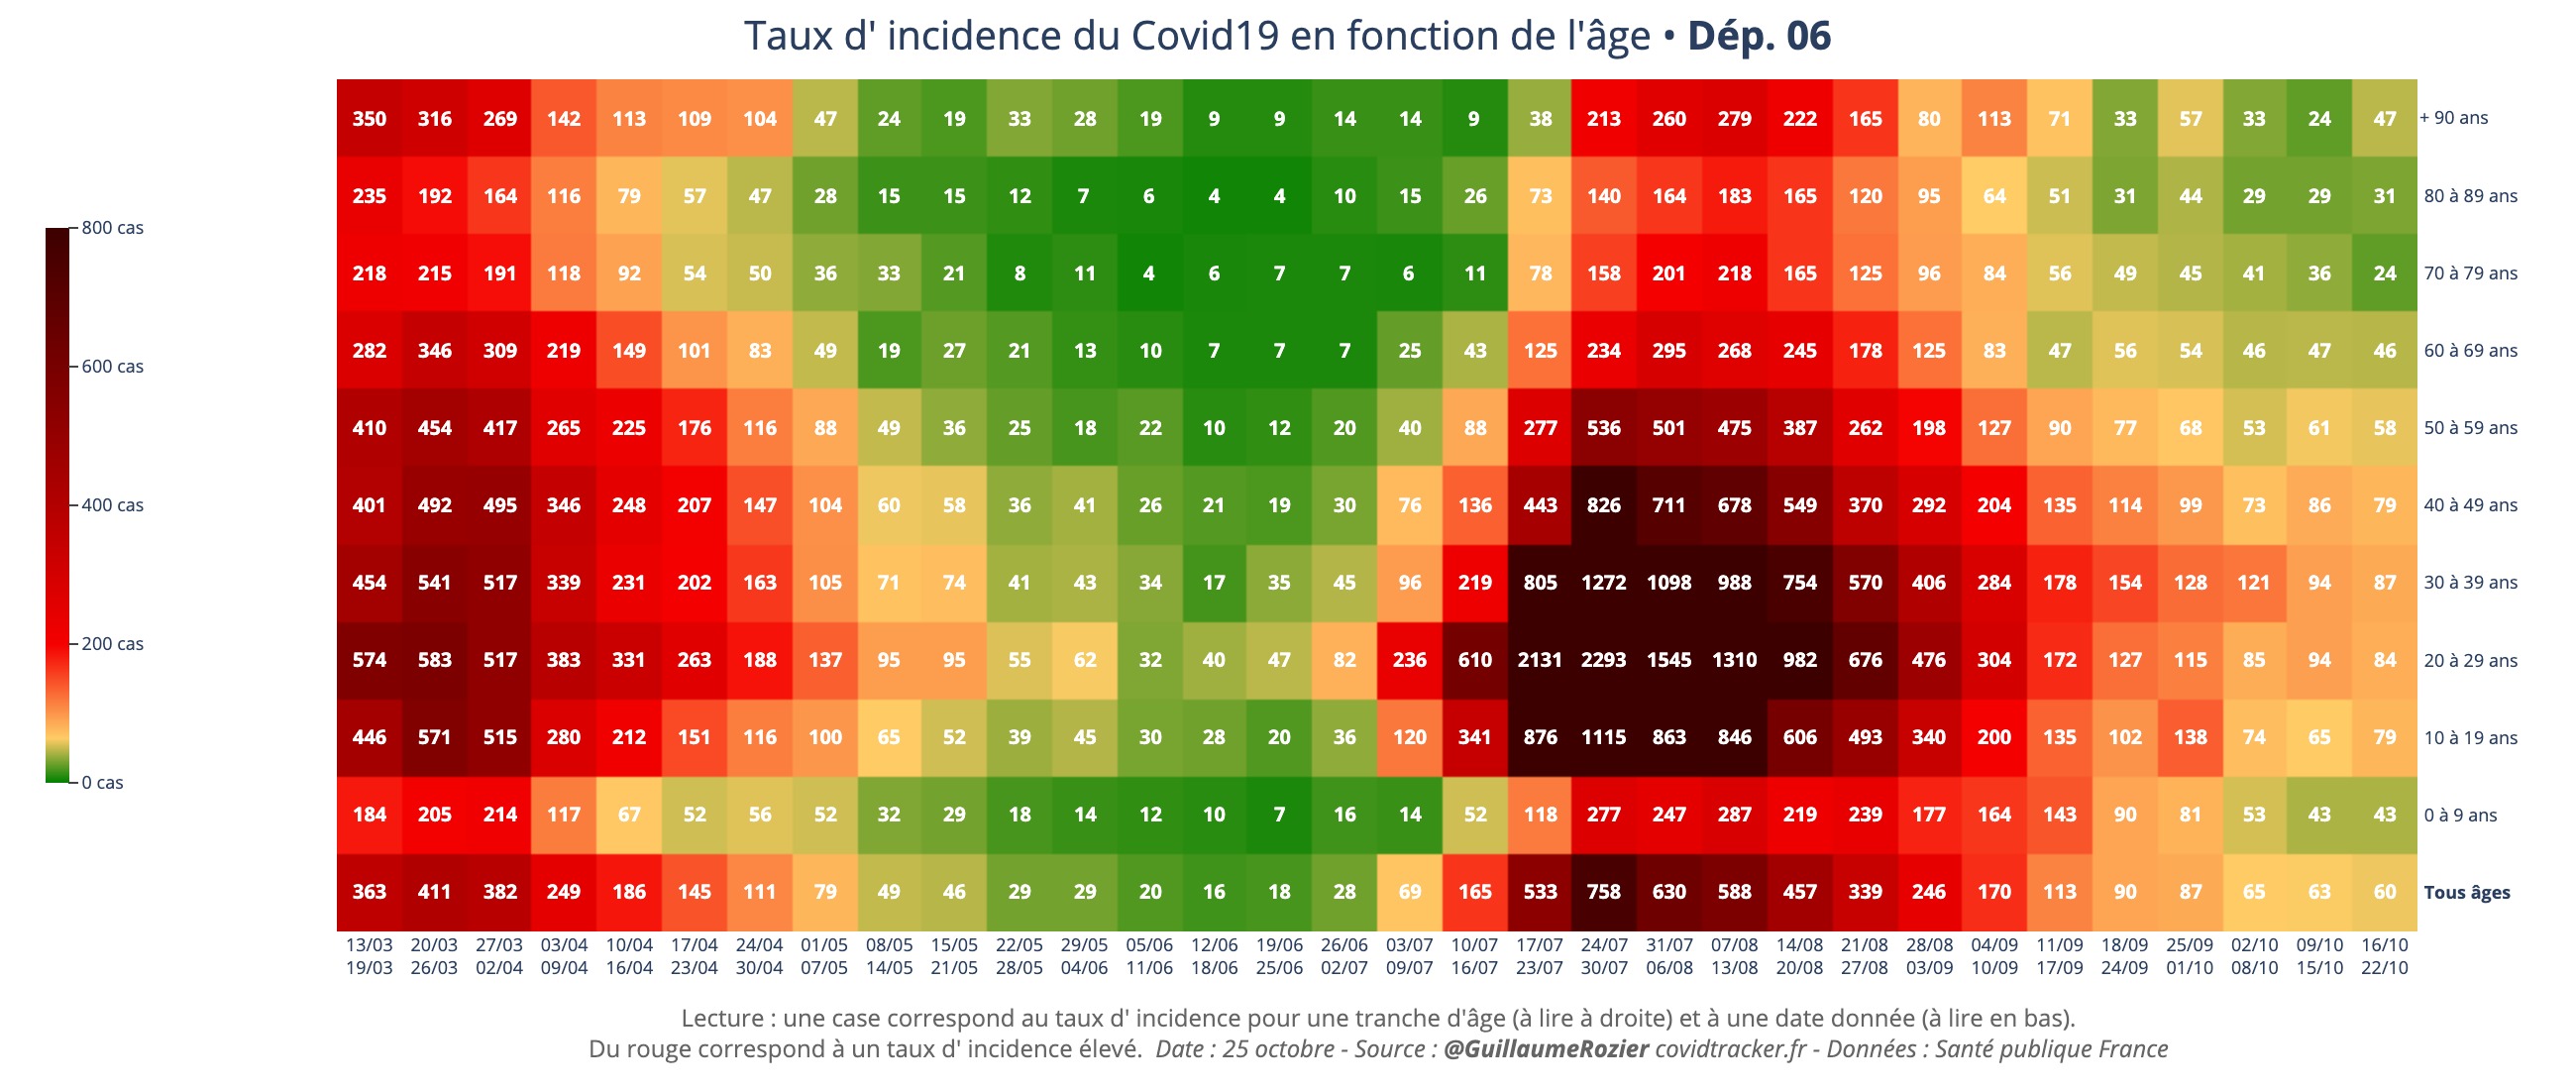 Taux d' incidence du Covid19 en fonction de l'âge • Dép. 06
800 cas
600 cas
400 cas
200 cas
0 cas
350 316 269 142 113 109 104 47 24 19 33 28 19 9 9 14 14 9 38 213 260 279 222 165 80 113 71 33 57 33 24 47 + 90 ans
235 192 164 116 79 57 47 28 15 15 12 7 6 4 4 10 15 26 73 140 164 183 165 120 95 64 51 31 44 29 29 31 80 à 89 ans
218 215 191 118 92 54 50 36 33 21 8 11 4 6 7 7 6 11 78 158 201 218 165 125 96 84 56 49 45 41 36 24 70 à 79 ans
282 346 309 219 149 101 83 49 19 27 21 13 10 7 7 7 25 43 125 234 295 268 245 178 125 83 47 56 54 46 47 46 60 à 69 ans
410 454 417 265 225 176 116 88 49 36 25 18 22 10 12 20 40 88 277 536 501 475 387 262 198 127 90 77 68 53 61 58 50 à 59 ans
401 492 495 346 248 207 147 104 60 58 36 41 26 21 19 30 76 136 443 826 711 678 549 370 292 204 135 114 99 73 86 79 40 à 49 ans
454 541 517 339 231 202 163 105 71 74 41 43 34 17 35 45 96 219 805 1272 1098 988 754 570 406 284 178 154 128 121 94 87 30 à 39 ans
574 583 517 383 331 263 188 137 95 95 55 62 32 40 47 82 236 610 2131 2293 1545 1310 982 676 476 304 172 127 115 85 94 84 20 à 29 ans
446 571 515 280 212 151 116 100 65 52 39 45 30 28 20 36 120 341 876 1115 863 846 606 493 340 200 135 102 138 74 65 79 10 à 19 ans
184 205 214 117 67 52 56 52 32 29 18 14 12 10 7 16 14 52 118 277 247 287 219 239 177 164 143 90 81 53 43 43 0 à 9 ans
363 411 382 249 186 145 111 79 49 46 29 29 20 16 18 28 69 165 533 758 630 588 457 339 246 170 113 90 87 65 63 60 Tous âges
13/03 20/03 27/03 03/04 10/04 17/04 24/04 01/05 08/05 15/05 22/05 29/05 05/06 12/06 19/06 26/06 03/07 10/07 17/07 24/07 31/07 07/08 14/08 21/08 28/08 04/09 11/09 18/09 25/09 02/10 09/10 16/10
19/03 26/03 02/04 09/04 16/04 23/04 30/04 07/05 14/05 21/05 28/05 04/06 11/06 18/06 25/06 02/07 09/07 16/07 23/07 30/07 06/08 13/08 20/08 27/08 03/09 10/09 17/09 24/09 01/10 08/10 15/10 22/10
Lecture : une case correspond au taux d' incidence pour une tranche d'âge (à lire à droite) et à une date donnée (à lire en bas).
Du rouge correspond à un taux d' incidence élevé. Date : 25 octobre - Source : @GuillaumeRozier covidtracker.fr - Données : Santé publique France